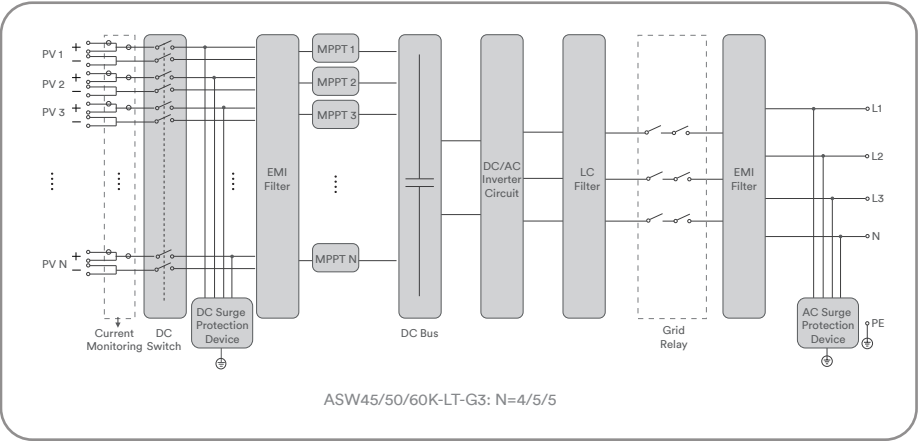 PV 1
+
−
PV 2
+
−
PV 3
+
−
PV N
+
−
Current
Monitoring
DC
Switch
DC Surge
Protection
Device
EMI
Filter
MPPT 1
MPPT 2
MPPT 3
MPPT N
DC Bus
DC/AC
Inverter
Circuit
LC
Filter
Grid
Relay
EMI
Filter
L1
L2
L3
N
AC Surge
Protection
Device
PE
ASW45/50/60K-LT-G3: N=4/5/5